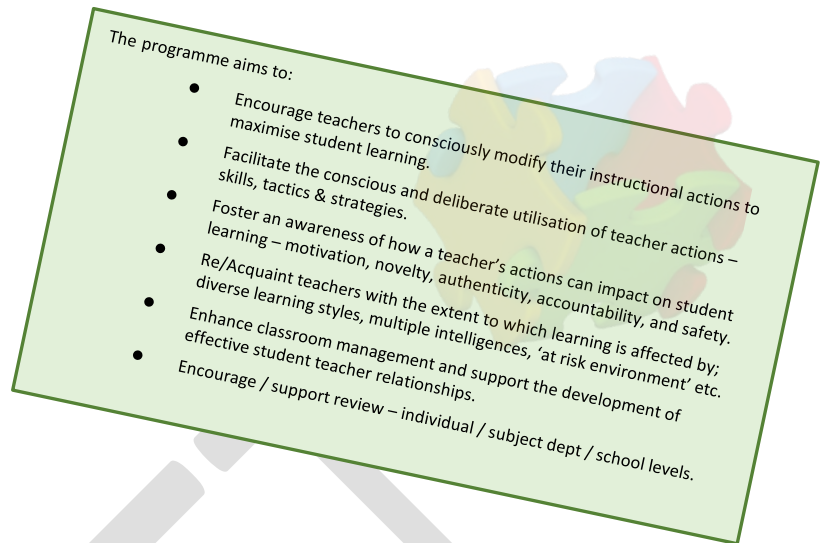 The programme aims to:
● Encourage teachers to consciously modify their instructional actions to
maximise student learning.
● Facilitate the conscious and deliberate utilisation of teacher actions –
skills, tactics & strategies.
● Foster an awareness of how a teacher’s actions can impact on student
learning – motivation, novelty, authenticity, accountability, and safety.
● Re/Acquaint teachers with the extent to which learning is affected by;
diverse learning styles, multiple intelligences, ‘at risk environment’ etc.
● Enhance classroom management and support the development of
effective student teacher relationships.
● Encourage / support review – individual / subject dept / school levels.